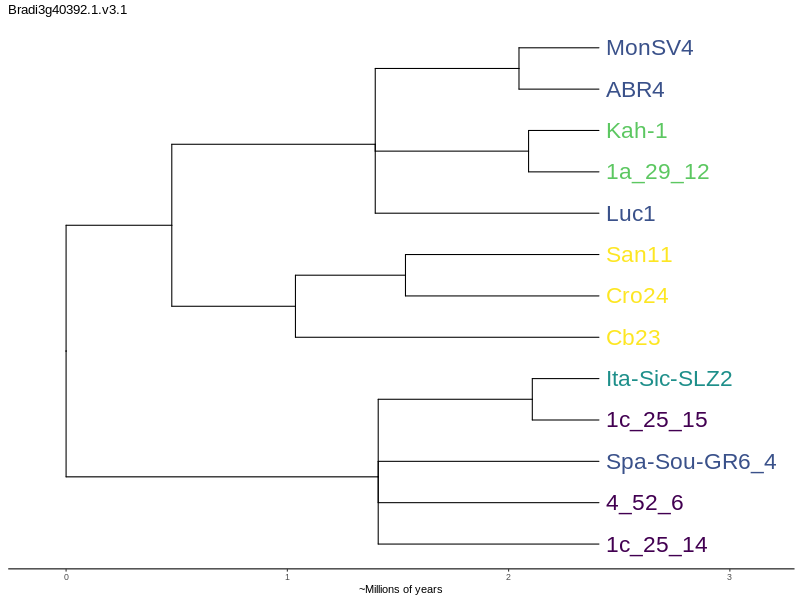 Bradi3g40392.1.v3.1
MonSV4
ABR4
Kah-1
1a_29_12
Luc1
San11
Cro24
Cb23
Ita-Sic-SLZ2
1c_25_15
Spa-Sou-GR6_4
4_52_6
1c_25_14
0 1 2 3
~Millions of years